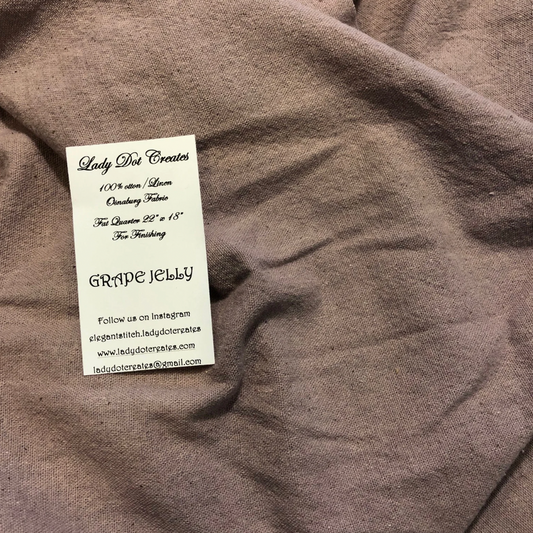 Lady Dot Creates
100% otton / Linen
Osnaburg Fabric
Fat Quarter 22" x 18"
For Finishing
GRAPE JELLY
Follow us on Instagram
elegantstitch.ladydotcreates
www.ladydotcreates.com
ladydotcreates@gmail.com